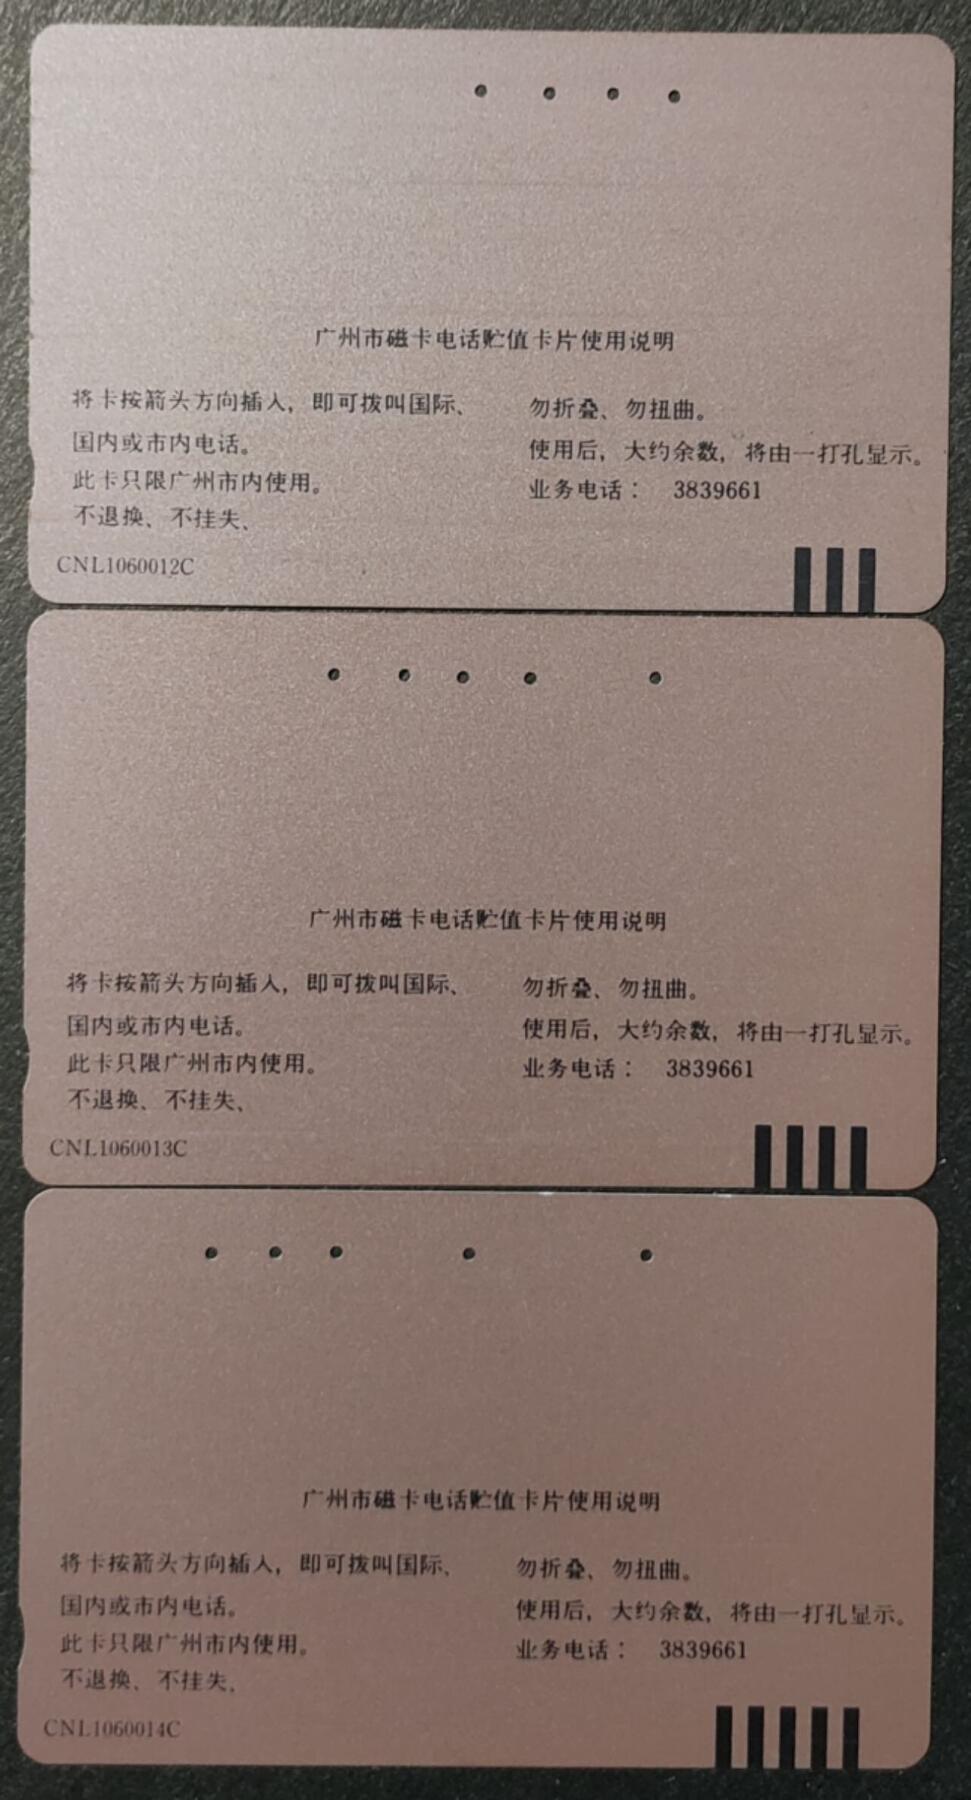 广州市磁卡电话贮值卡片使用说明
将卡按箭头方向插入，即可拨叫国际、
国内或市内电话。
此卡只限广州市内使用。
不退换、不挂失、
勿折叠、勿扭曲。
使用后，大约余数，将由一打孔显示。
业务电话： 3839661
CNL1060012C
广州市磁卡电话贮值卡片使用说明
将卡按箭头方向插入，即可拨叫国际、
国内或市内电话。
此卡只限广州市内使用。
不退换、不挂失、
勿折叠、勿扭曲。
使用后，大约余数，将由一打孔显示。
业务电话： 3839661
CNL1060013C
广州市磁卡电话贮值卡片使用说明
将卡按箭头方向插入，即可拨叫国际、
国内或市内电话。
此卡只限广州市内使用。
不退换、不挂失、
勿折叠、勿扭曲。
使用后，大约余数，将由一打孔显示。
业务电话： 3839661
CNL1060014C